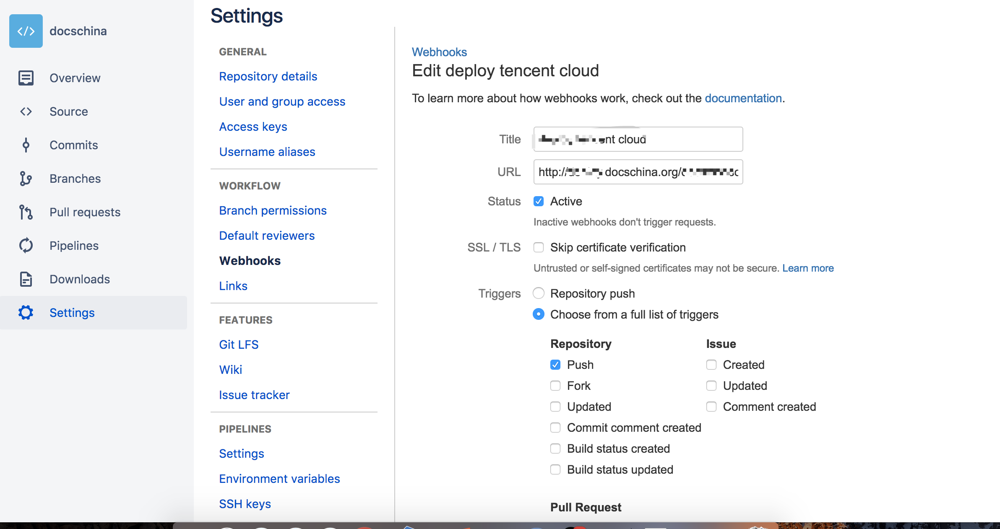 docschina
Overview
Source
Commits
Branches
Pull requests
Pipelines
Downloads
Settings
Settings
GENERAL
Repository details
User and group access
Access keys
Username aliases
WORKFLOW
Branch permissions
Default reviewers
Webhooks
Links
FEATURES
Git LFS
Wiki
Issue tracker
PIPELINES
Settings
Environment variables
SSH keys
Webhooks
Edit deploy tencent cloud
To learn more about how webhooks work, check out the documentation.
Title cloud
URL http:// docschina.org/
Status Active
Inactive webhooks don't trigger requests.
SSL / TLS Skip certificate verification
Untrusted or self-signed certificates may not be secure. Learn more
Triggers Repository push
Choose from a full list of triggers
Repository Issue
Push Created
Fork Updated
Updated Comment created
Commit comment created
Build status created
Build status updated
Pull Request